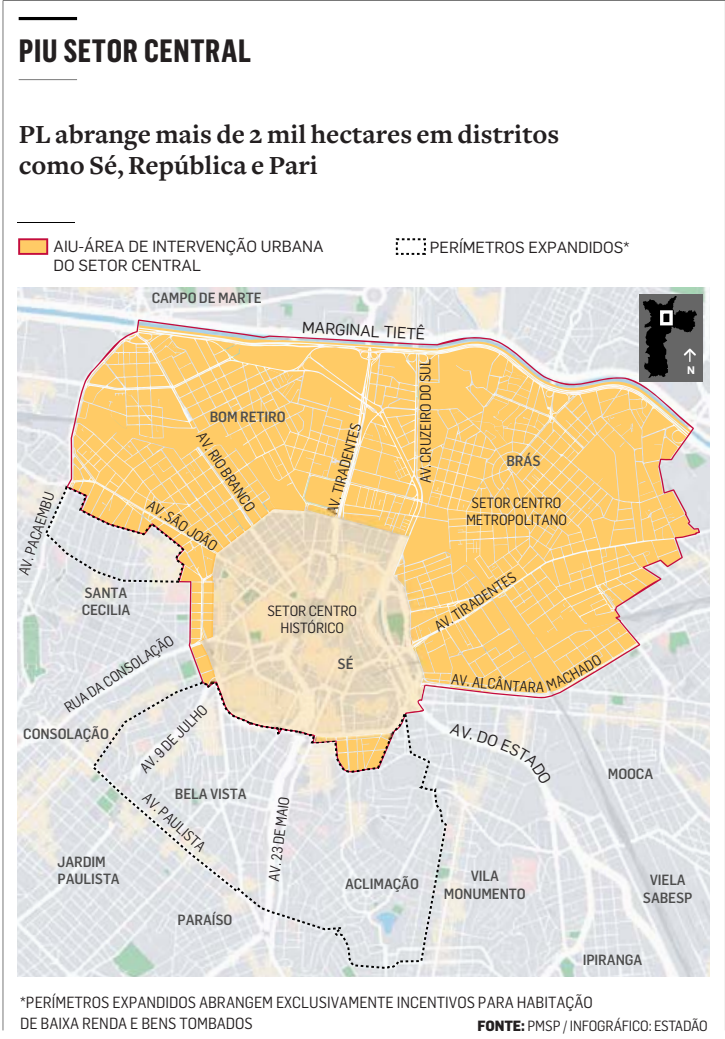 PIU SETOR CENTRAL
PL abrange mais de 2 mil hectares em distritos
como Sé, República e Pari
AIU-ÁREA DE INTERVENÇÃO URBANA
DO SETOR CENTRAL
PERÍMETROS EXPANDIDOS*
CAMPO DE MARTE
MARGINAL TIETÊ
N
BOM RETIRO
AV. RIO BRANCO
AV. TIRADENTES
AV. CRUZEIRO DO SUL
BRÁS
SETOR CENTRO
METROPOLITANO
AV. PACAEMBU
AV. SÃO JOÃO
SANTA
CECILIA
SETOR CENTRO
HISTÓRICO
AV. TIRADENTES
SÉ
RUA DA CONSOLAÇÃO
AV. ALCÂNTARA MACHADO
CONSOLAÇÃO
AV. 9 DE JULHO
AV. DO ESTADO
MOOCA
BELA VISTA
AV. PAULISTA
AV. 23 DE MAIO
JARDIM
PAULISTA
ACLIMAÇÃO
VILA
MONUMENTO
VIELA
SABESP
PARAÍSO
IPIRANGA
*PERÍMETROS EXPANDIDOS ABRANGEM EXCLUSIVAMENTE INCENTIVOS PARA HABITAÇÃO
DE BAIXA RENDA E BENS TOMBADOS
FONTE: PMSP / INFOGRÁFICO: ESTADÃO